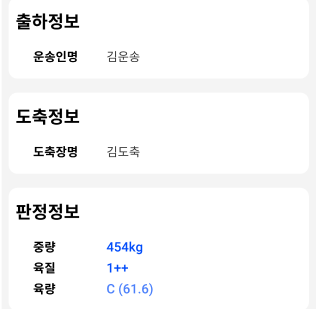 출하정보
운송인명 김운송
도축정보
도축장명 김도축
판정정보
중량 454kg
육질 1++
육량 C (61.6)